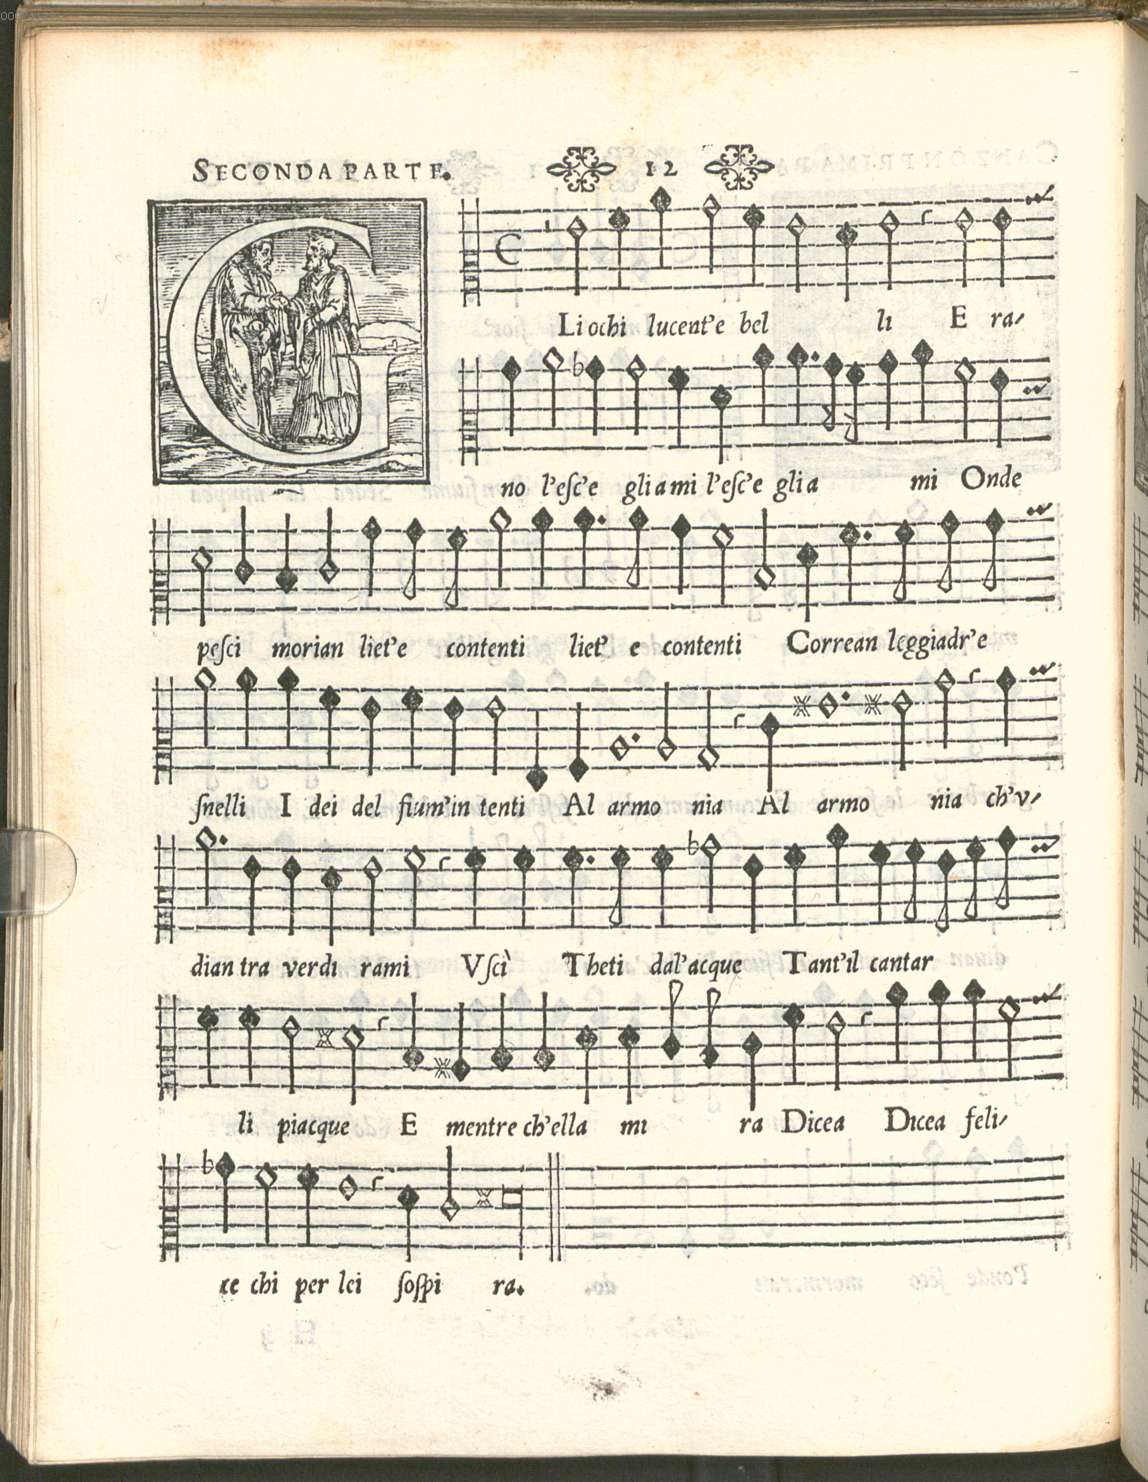 SECONDA PARTE. 12
G
Li ochi lucent'e bel li E ra-
no l'eſc'e gli a mi l'eſc'e gli a mi Onde
peſci morian liet'e contenti liet' e contenti Correan leggiadr'e
ſnelli I dei del fium'in tenti Al armo nia Al armo nia ch'v-
dian tra verdi rami Vſcì Theti dal'acque Tant'il cantar
li piacque E mentre ch'ella mi ra Dicea Dicea feli-
ce chi per lei ſoſpi ra.